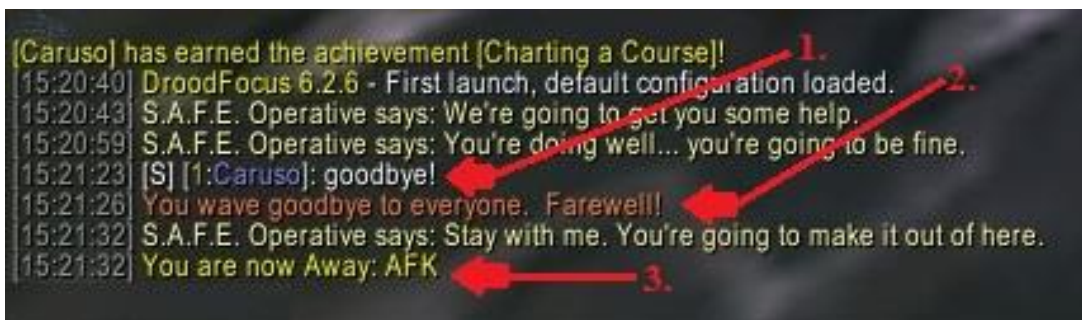 [Caruso] has earned the achievement [Charting a Course]!
1.
[15:20:40] DroodFocus 6.2.6 - First launch, default configuration loaded.
2.
[15:20:43] S.A.F.E. Operative says: We're going to get you some help.
[15:20:59] S.A.F.E. Operative says: You're doing well... you're going to be fine.
[15:21:23] [S] [1:Caruso]: goodbye!
[15:21:26] You wave goodbye to everyone. Farewell!
[15:21:32] S.A.F.E. Operative says: Stay with me. You're going to make it out of here.
[15:21:32] You are now Away: AFK
3.